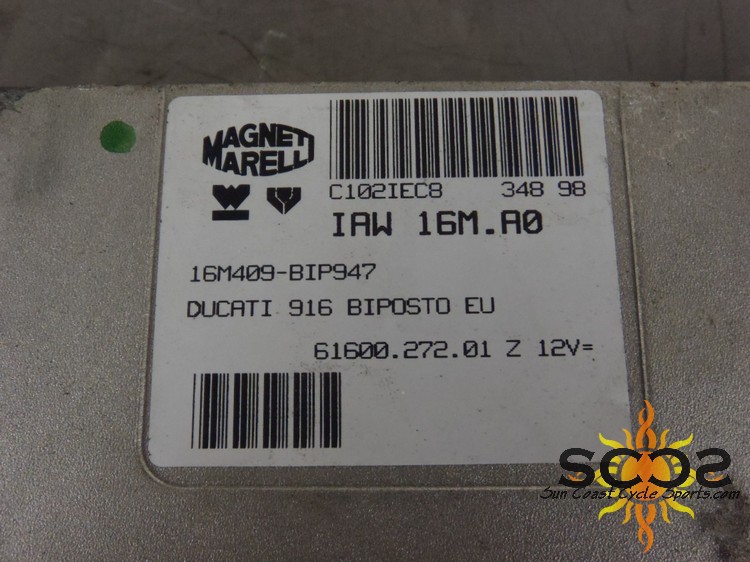 MAGNETI
MARELLI
C102IEC8 348 98
IAW 16M.A0
16M409-BIP947
DUCATI 916 BIPOSTO EU
61600.272.01 Z 12V=
SCCS
Sun Coast Cycle Sports.com